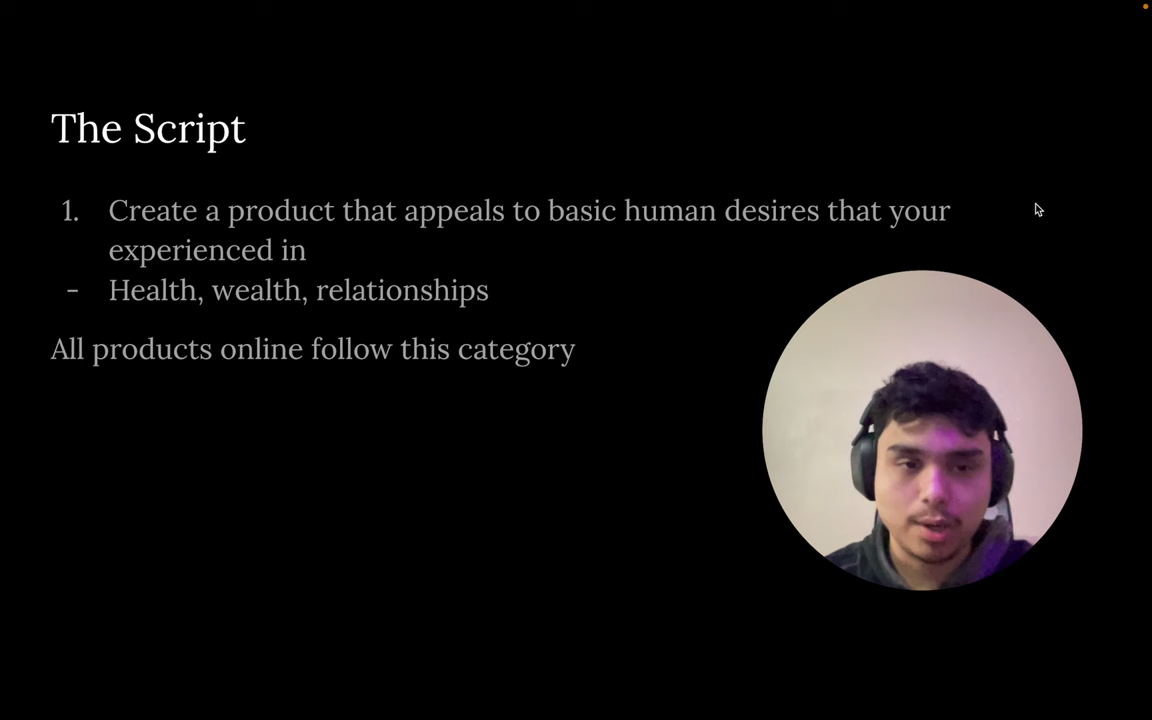 The Script
1. Create a product that appeals to basic human desires that your
experienced in
- Health, wealth, relationships
All products online follow this category